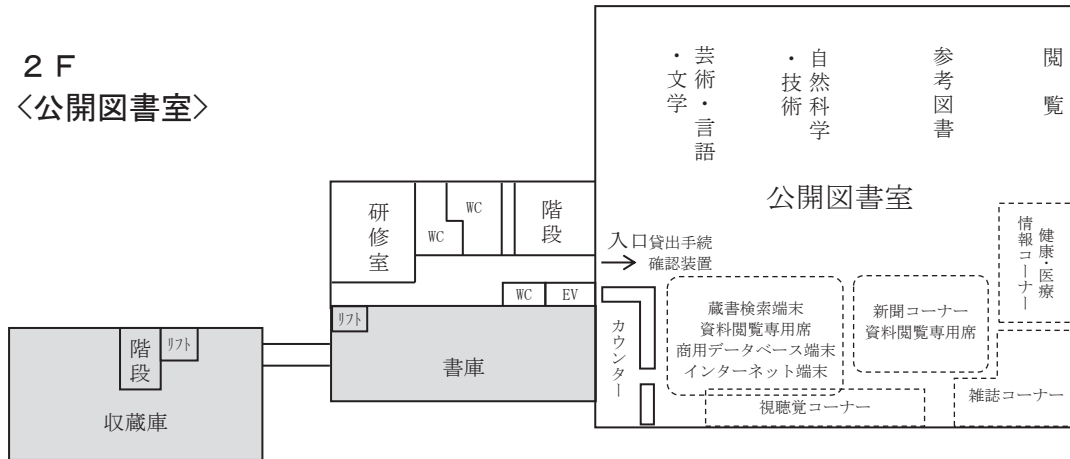 ２Ｆ
〈公開図書室〉
芸術・言語
・文学
自然科学
・技術
参考図書
閲覧
公開図書室
研修室
WC
WC
階段
入口
貸出手続
確認装置
健康・医療
情報コーナー
WC
EV
リフト
書庫
カウンター
蔵書検索端末
資料閲覧専用席
商用データベース端末
インターネット端末
新聞コーナー
資料閲覧専用席
視聴覚コーナー
雑誌コーナー
階段
リフト
収蔵庫